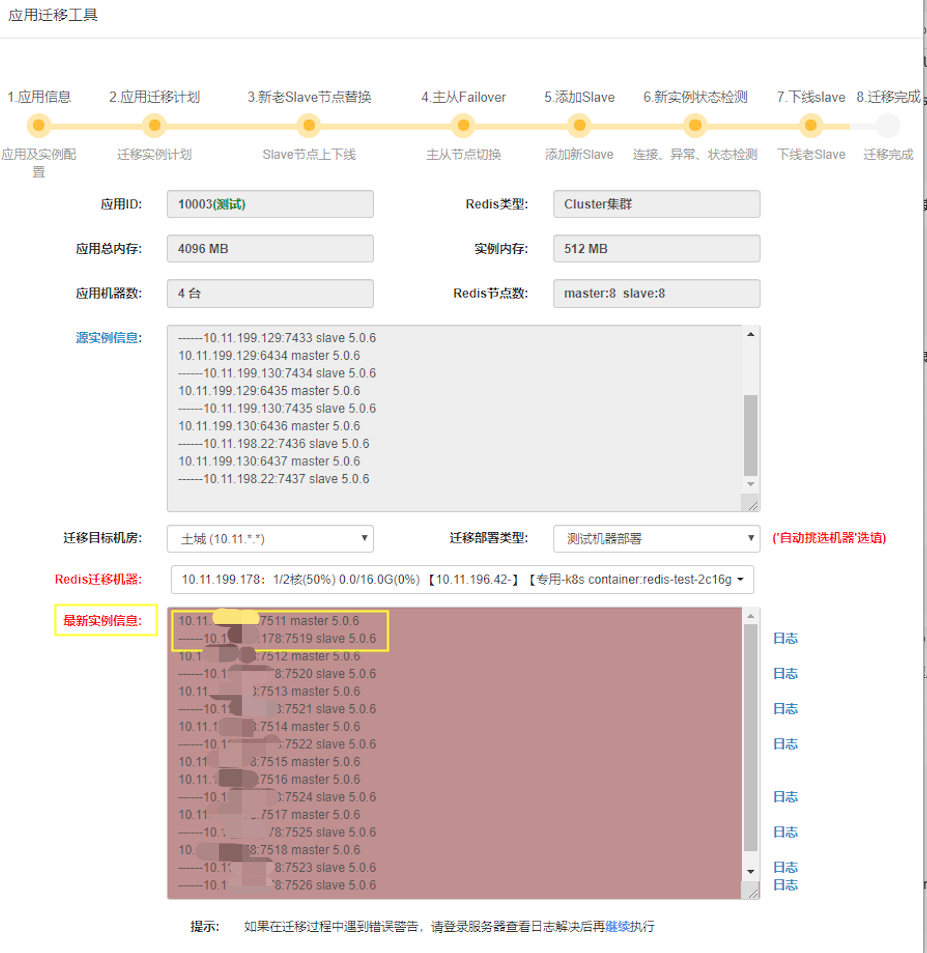 应用迁移工具
1.应用信息 2.应用迁移计划 3.新老Slave节点替换 4.主从Failover 5.添加Slave 6.新实例状态检测 7.下线slave 8.迁移完成
应用及实例配置 迁移实例计划 Slave节点上下线 主从节点切换 添加新Slave 连接、异常、状态检测 下线老Slave 迁移完成
应用ID: 10003(测试) Redis类型: Cluster集群
应用总内存: 4096 MB 实例内存: 512 MB
应用机器数: 4 台 Redis节点数: master:8 slave:8
源实例信息: ------10.11.199.129:7433 slave 5.0.6
10.11.199.129:6434 master 5.0.6
------10.11.199.130:7434 slave 5.0.6
10.11.199.129:6435 master 5.0.6
------10.11.199.130:7435 slave 5.0.6
10.11.199.130:6436 master 5.0.6
------10.11.198.22:7436 slave 5.0.6
10.11.199.130:6437 master 5.0.6
------10.11.198.22:7437 slave 5.0.6
迁移目标机房: 土城 (10.11.*.*) 迁移部署类型: 测试机器部署 ('自动挑选机器'选填)
Redis迁移机器: 10.11.199.178：1/2核(50%) 0.0/16.0G(0%) 【10.11.196.42-】【专用-k8s container:redis-test-2c16g
最新实例信息: 10.11. :7511 master 5.0.6
------10.1 .178:7519 slave 5.0.6 日志
10.1 :7512 master 5.0.6
------10.1 8:7520 slave 5.0.6 日志
10.11. :7513 master 5.0.6
------10.1 :7521 slave 5.0.6 日志
10.11.1 :7514 master 5.0.6
------10.1 :7522 slave 5.0.6 日志
10.11 8:7515 master 5.0.6
10.11. :7516 master 5.0.6
------10.1 :7524 slave 5.0.6 日志
10.11 :7517 master 5.0.6
------10.1 78:7525 slave 5.0.6 日志
10. 8:7518 master 5.0.6
------10.1 8:7523 slave 5.0.6 日志
------10.1 8:7526 slave 5.0.6 日志
提示: 如果在迁移过程中遇到错误警告，请登录服务器查看日志解决后再继续执行